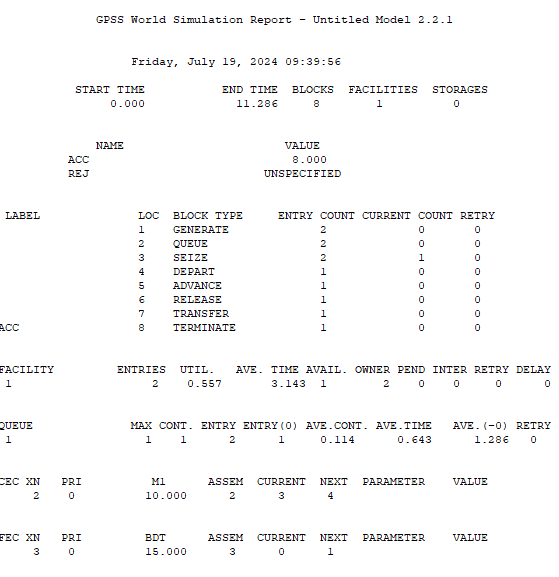 GPSS World Simulation Report - Untitled Model 2.2.1
Friday, July 19, 2024 09:39:56
START TIME END TIME BLOCKS FACILITIES STORAGES
0.000 11.286 8 1 0
NAME VALUE
ACC 8.000
REJ UNSPECIFIED
LABEL LOC BLOCK TYPE ENTRY COUNT CURRENT COUNT RETRY
1 GENERATE 2 0 0
2 QUEUE 2 0 0
3 SEIZE 2 1 0
4 DEPART 1 0 0
5 ADVANCE 1 0 0
6 RELEASE 1 0 0
7 TRANSFER 1 0 0
ACC 8 TERMINATE 1 0 0
FACILITY ENTRIES UTIL. AVE. TIME AVAIL. OWNER PEND INTER RETRY DELAY
1 2 0.557 3.143 1 2 0 0 0 0
QUEUE MAX CONT. ENTRY ENTRY(0) AVE.CONT. AVE.TIME AVE.(-0) RETRY
1 1 1 2 1 0.114 0.643 1.286 0
CEC XN PRI M1 ASSEM CURRENT NEXT PARAMETER VALUE
2 0 10.000 2 3 4
FEC XN PRI BDT ASSEM CURRENT NEXT PARAMETER VALUE
3 0 15.000 3 0 1